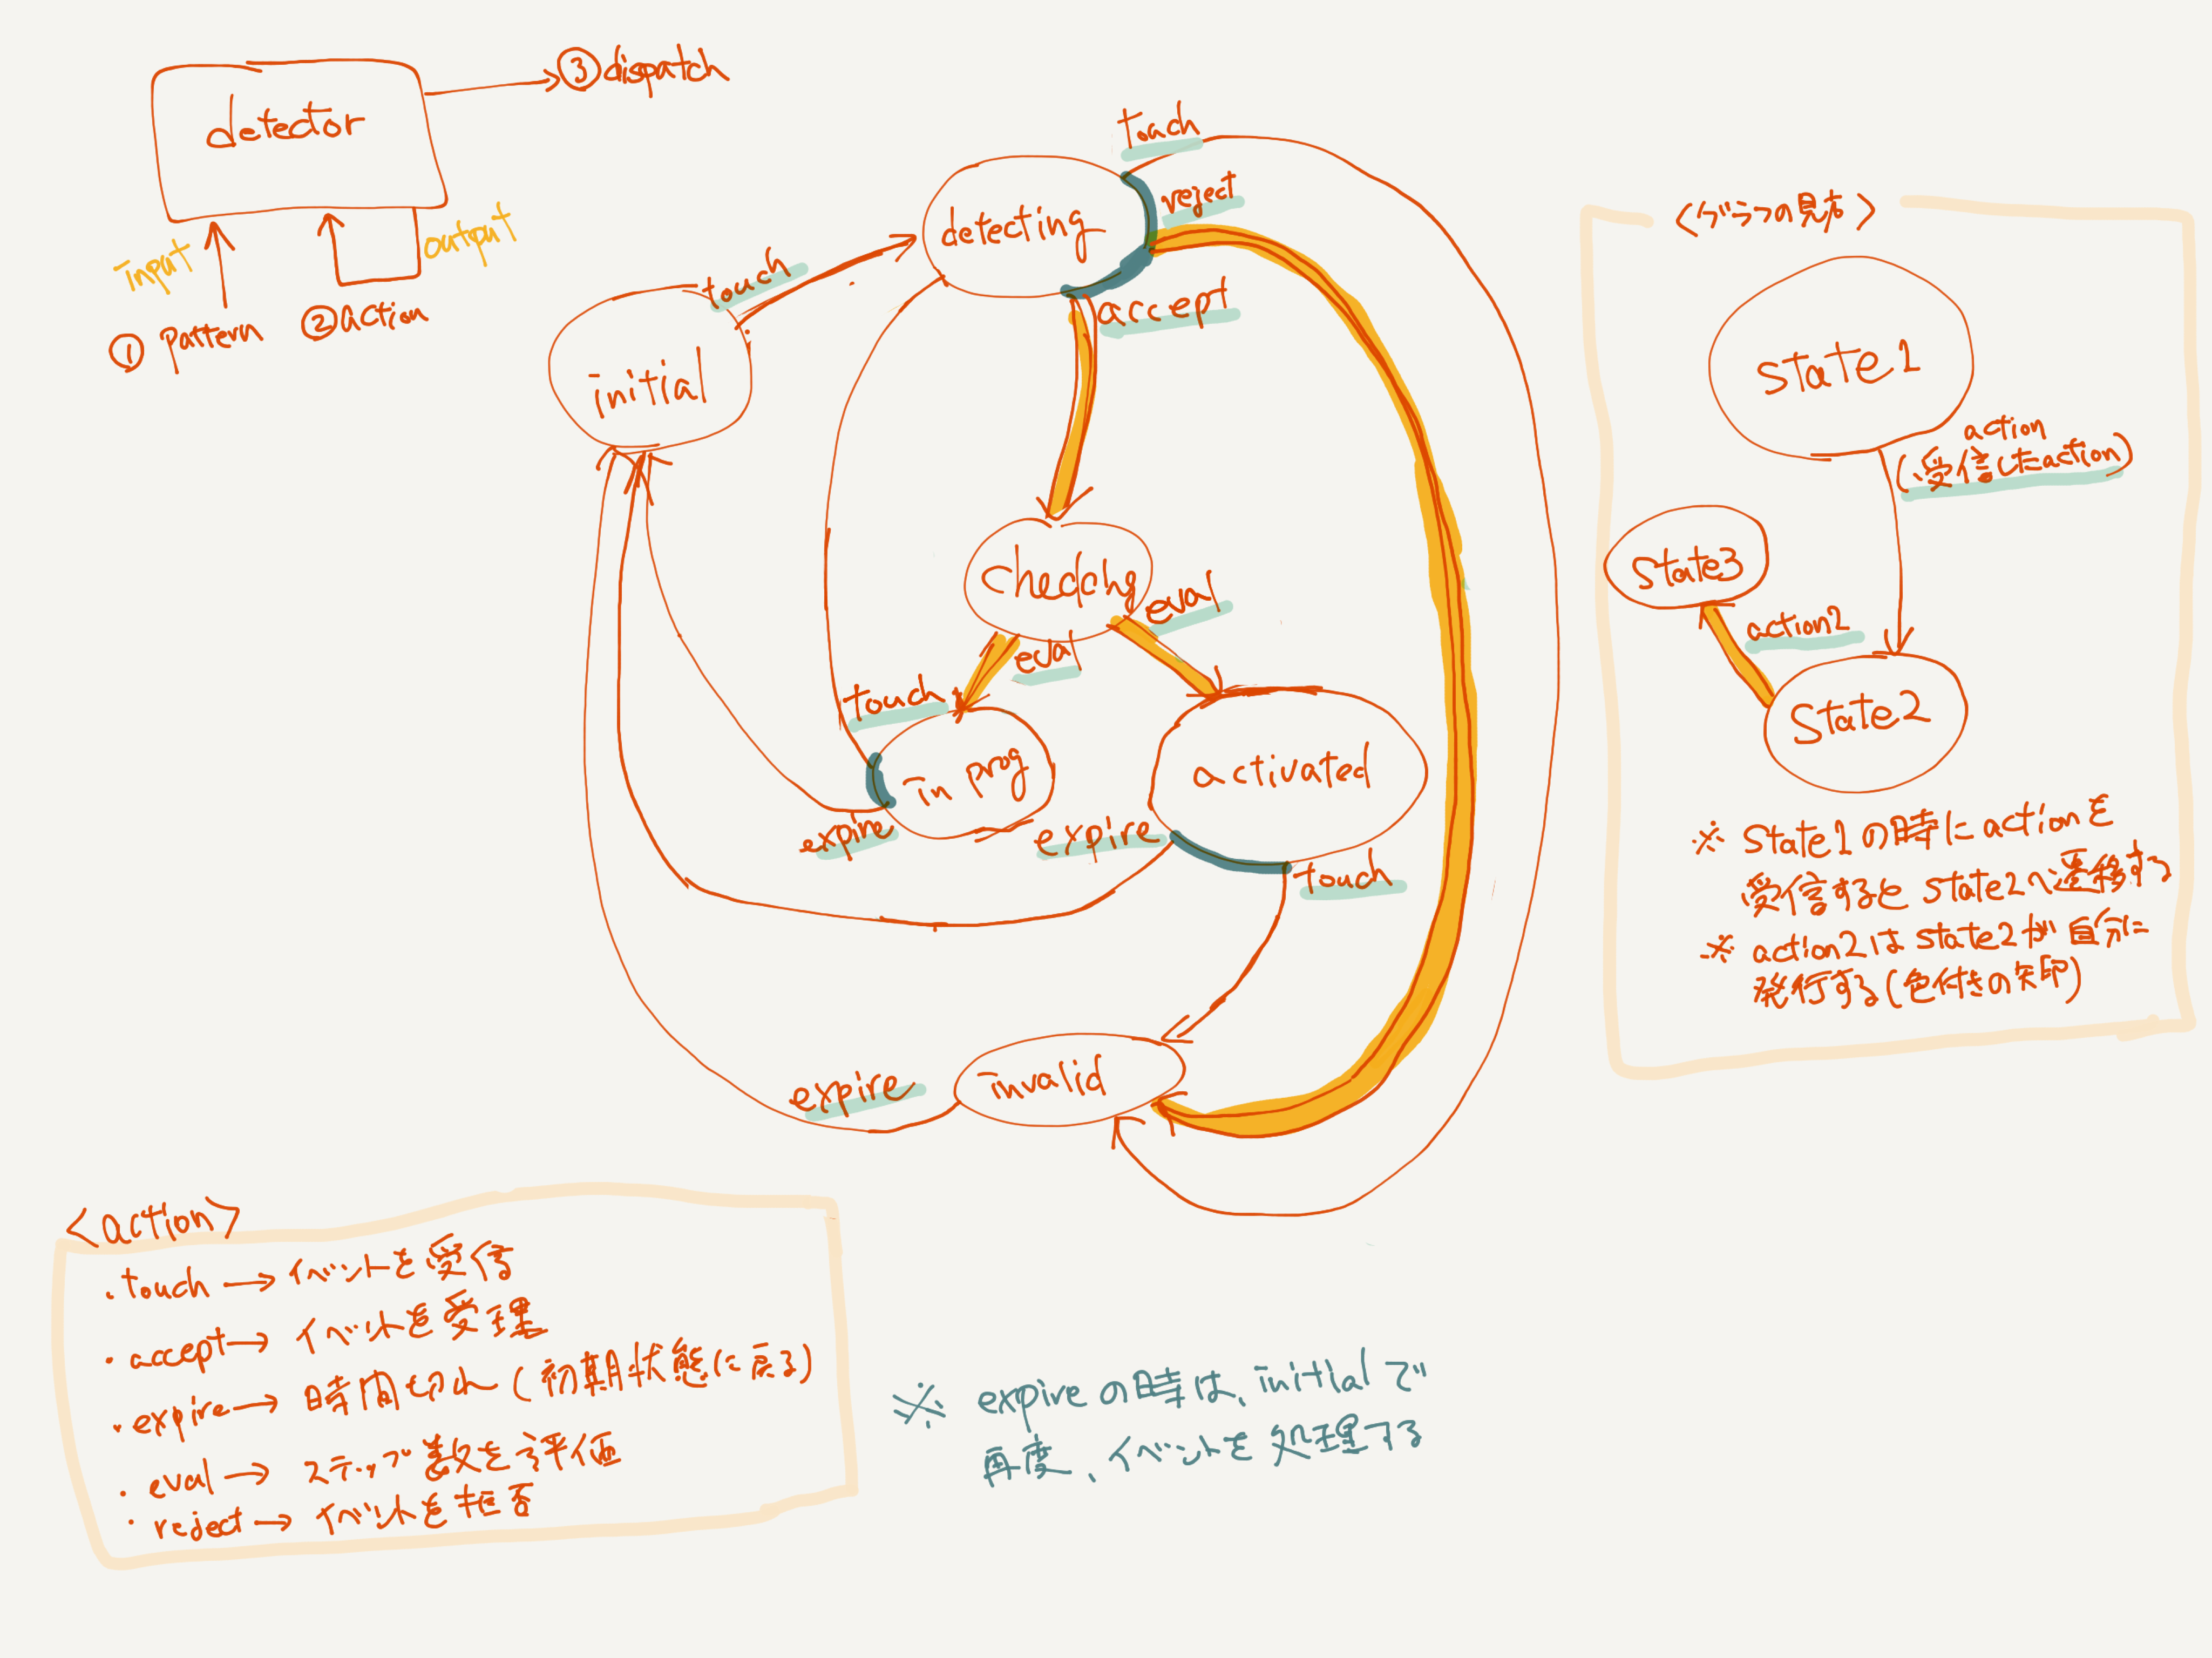 detector
③dispatch
input
output
① pattern
②action
touch
detecting
reject
touch
accept
initial
checking
eval
eval
touch
in prog
activated
expire
expire
touch
invalid
expire
<グラフの見方>
state1
action
(受信したaction)
state3
action2
state2
※ state1の時にactionを
受信するとstate2へ遷移する
※ action2はstate2が自分に
発行する(色付きの矢印)
<action>
・touch → イベントを受信
・accept → イベントを受理
・expire → 時間切れ(初期状態に戻る)
・eval → ステップ数を評価
・reject → イベントを拒否
※ expireの時は、initialで
再度、イベントを処理する